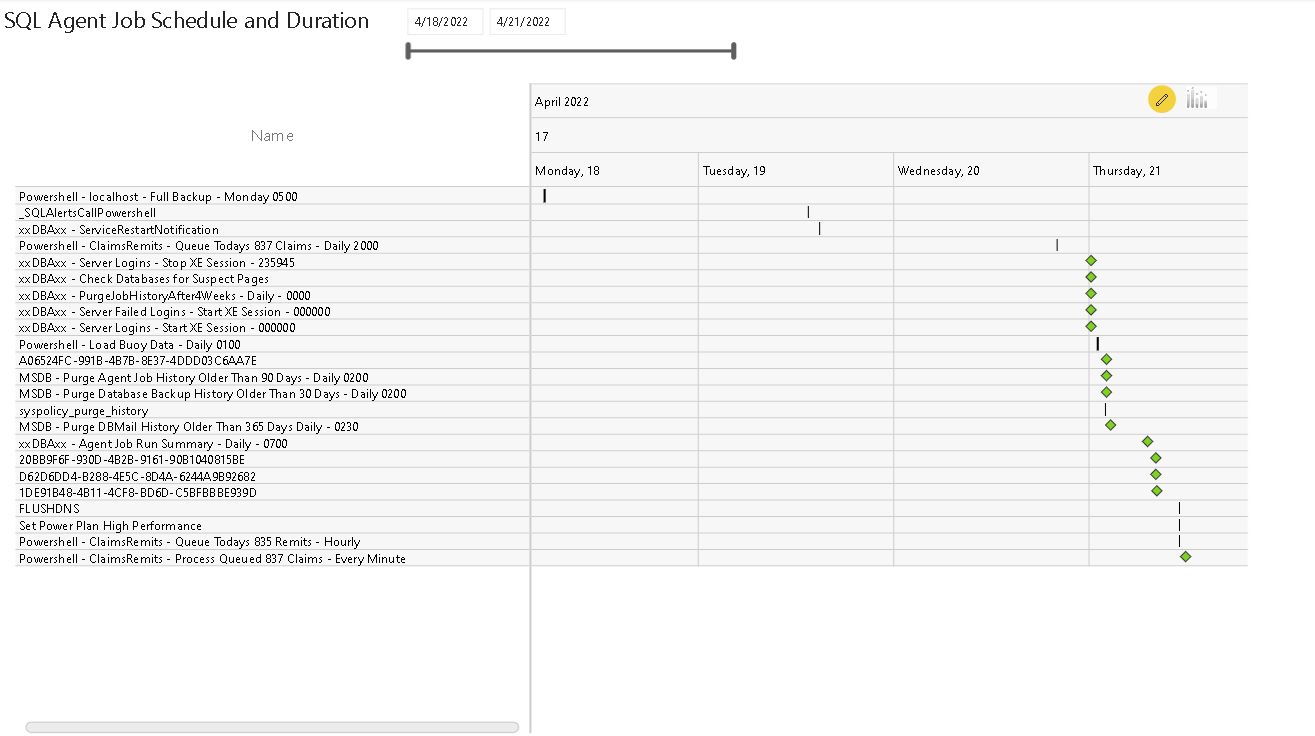 SQL Agent Job Schedule and Duration
4/18/2022 4/21/2022
April 2022
Name
17
Monday, 18 Tuesday, 19 Wednesday, 20 Thursday, 21
Powershell - localhost - Full Backup - Monday 0500
_SQLAlertsCallPowershell
xxDBAxx - ServiceRestartNotification
Powershell - ClaimsRemits - Queue Todays 837 Claims - Daily 2000
xxDBAxx - Server Logins - Stop XE Session - 235945
xxDBAxx - Check Databases for Suspect Pages
xxDBAxx - PurgeJobHistoryAfter4Weeks - Daily - 0000
xxDBAxx - Server Failed Logins - Start XE Session - 000000
xxDBAxx - Server Logins - Start XE Session - 000000
Powershell - Load Buoy Data - Daily 0100
A06524FC-991B-4B7B-8E37-4DDD03C6AA7E
MSDB - Purge Agent Job History Older Than 90 Days - Daily 0200
MSDB - Purge Database Backup History Older Than 30 Days - Daily 0200
syspolicy_purge_history
MSDB - Purge DBMail History Older Than 365 Days Daily - 0230
xxDBAxx - Agent Job Run Summary - Daily - 0700
20BB9F6F-930D-4B2B-9161-90B1040815BE
D62D6DD4-B288-4E5C-8D4A-6244A9B92682
1DE91B48-4B11-4CF8-BD6D-C5BFBBBE939D
FLUSHDNS
Set Power Plan High Performance
Powershell - ClaimsRemits - Queue Todays 835 Remits - Hourly
Powershell - ClaimsRemits - Process Queued 837 Claims - Every Minute